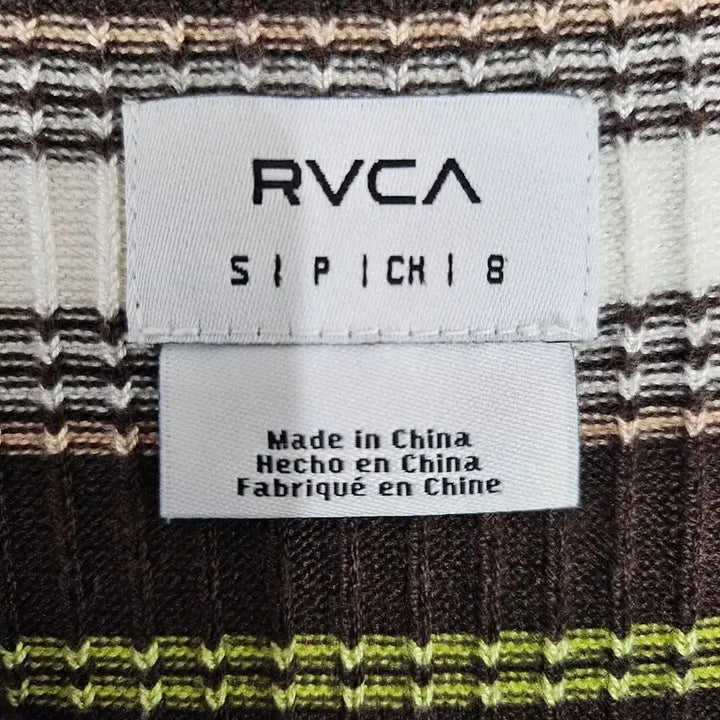 RVCA
S | P | CH | 8
Made in China
Hecho en China
Fabriqué en Chine